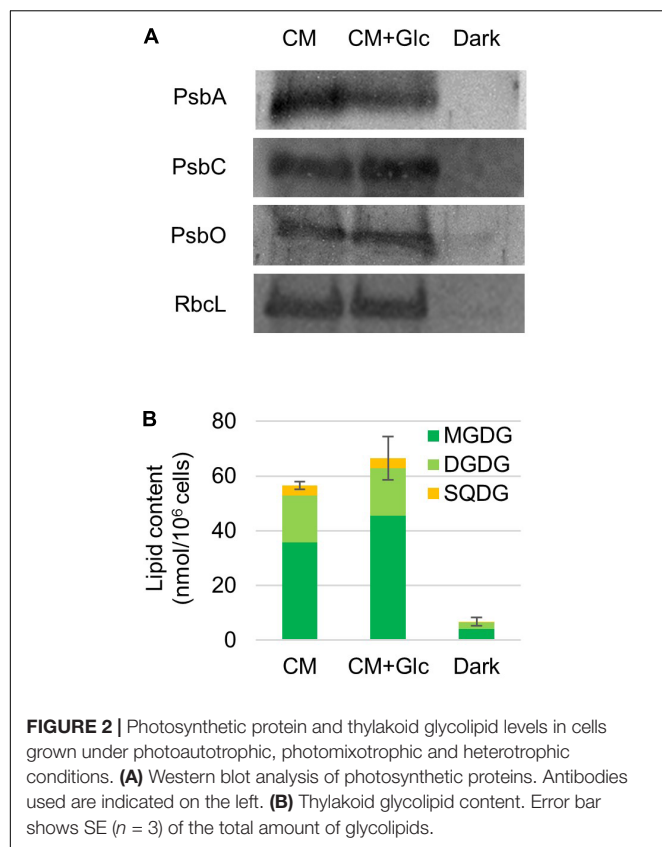 A
CM CM+Glc Dark
PsbA
PsbC
PsbO
RbcL
B
80
60
40
20
0
Lipid content
(nmol/10⁶ cells)
MGDG
DGDG
SQDG
CM CM+Glc Dark
FIGURE 2 | Photosynthetic protein and thylakoid glycolipid levels in cells
grown under photoautotrophic, photomixotrophic and heterotrophic
conditions. (A) Western blot analysis of photosynthetic proteins. Antibodies
used are indicated on the left. (B) Thylakoid glycolipid content. Error bar
shows SE (n = 3) of the total amount of glycolipids.